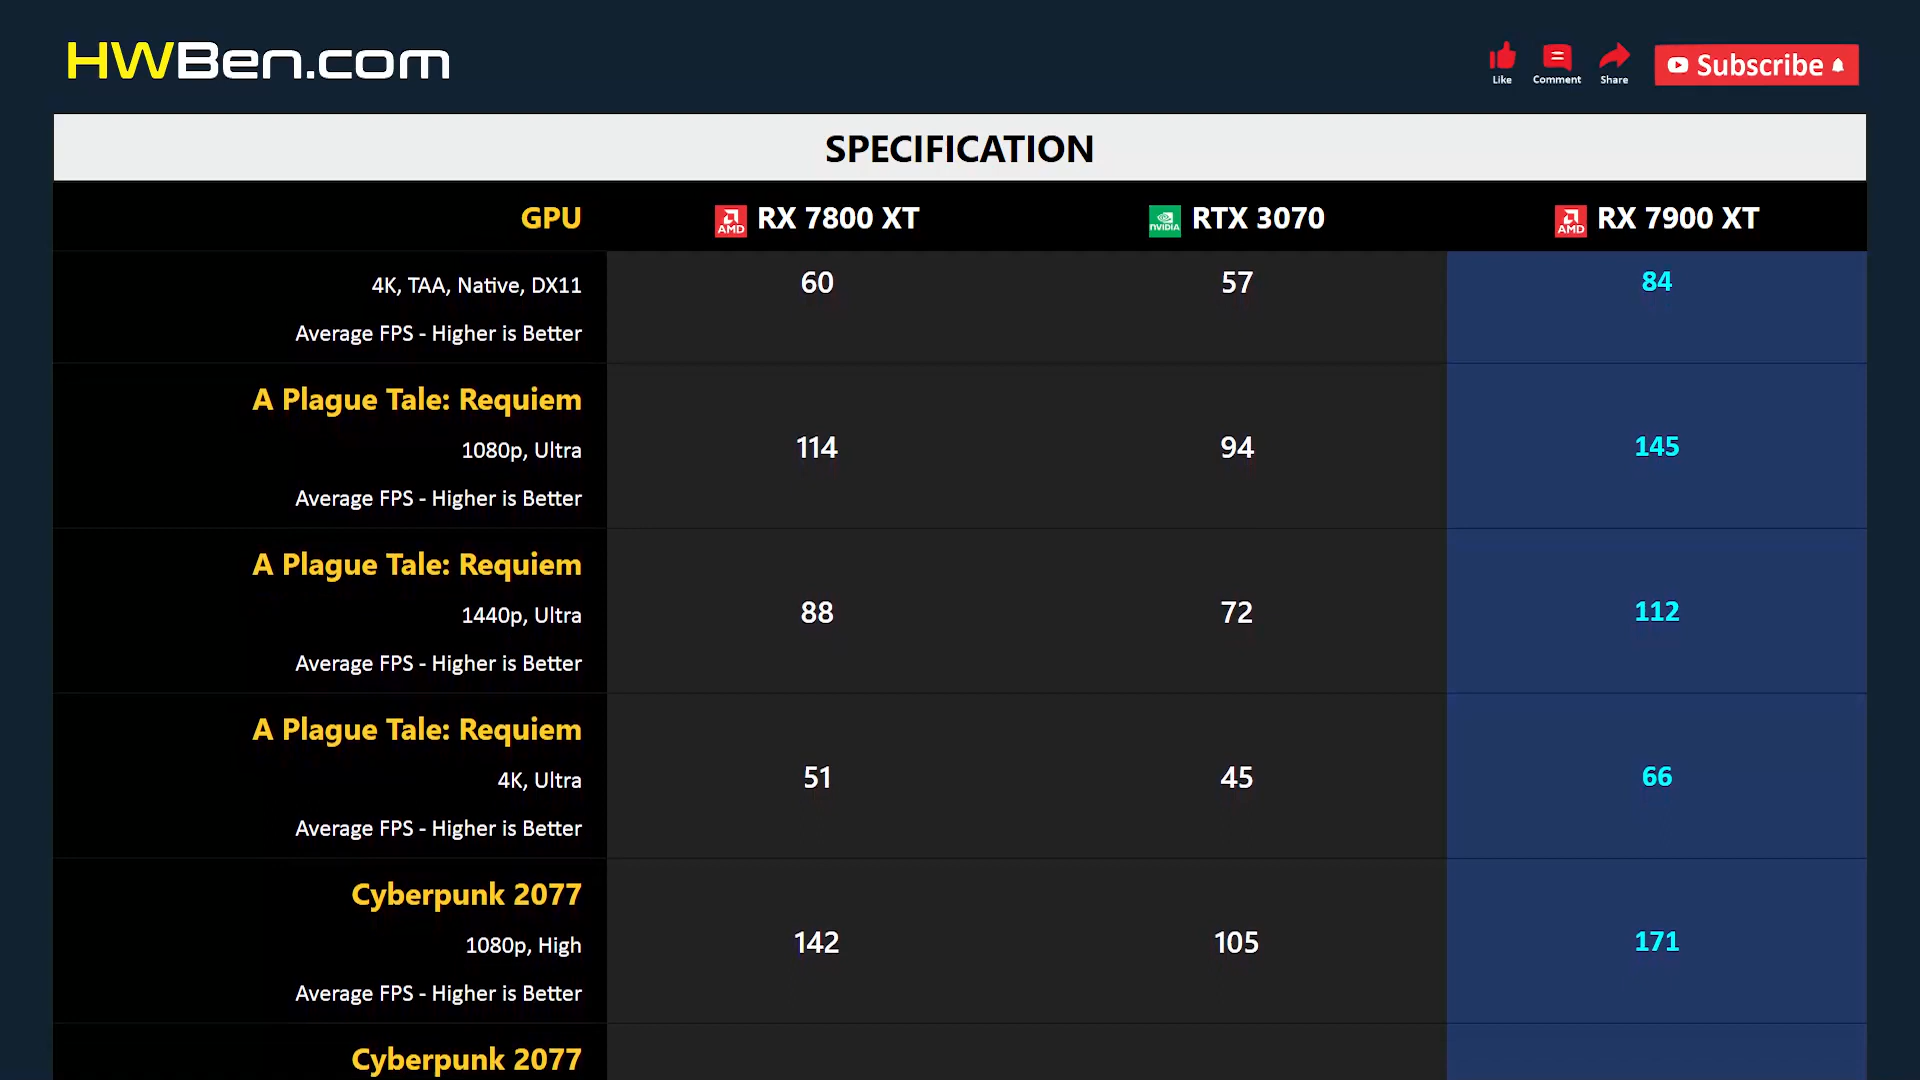 HWBen.com
Like Comment Share Subscribe
SPECIFICATION
GPU AMD RX 7800 XT NVIDIA RTX 3070 AMD RX 7900 XT
4K, TAA, Native, DX11 60 57 84
Average FPS - Higher is Better
A Plague Tale: Requiem
1080p, Ultra 114 94 145
Average FPS - Higher is Better
A Plague Tale: Requiem
1440p, Ultra 88 72 112
Average FPS - Higher is Better
A Plague Tale: Requiem
4K, Ultra 51 45 66
Average FPS - Higher is Better
Cyberpunk 2077
1080p, High 142 105 171
Average FPS - Higher is Better
Cyberpunk 2077